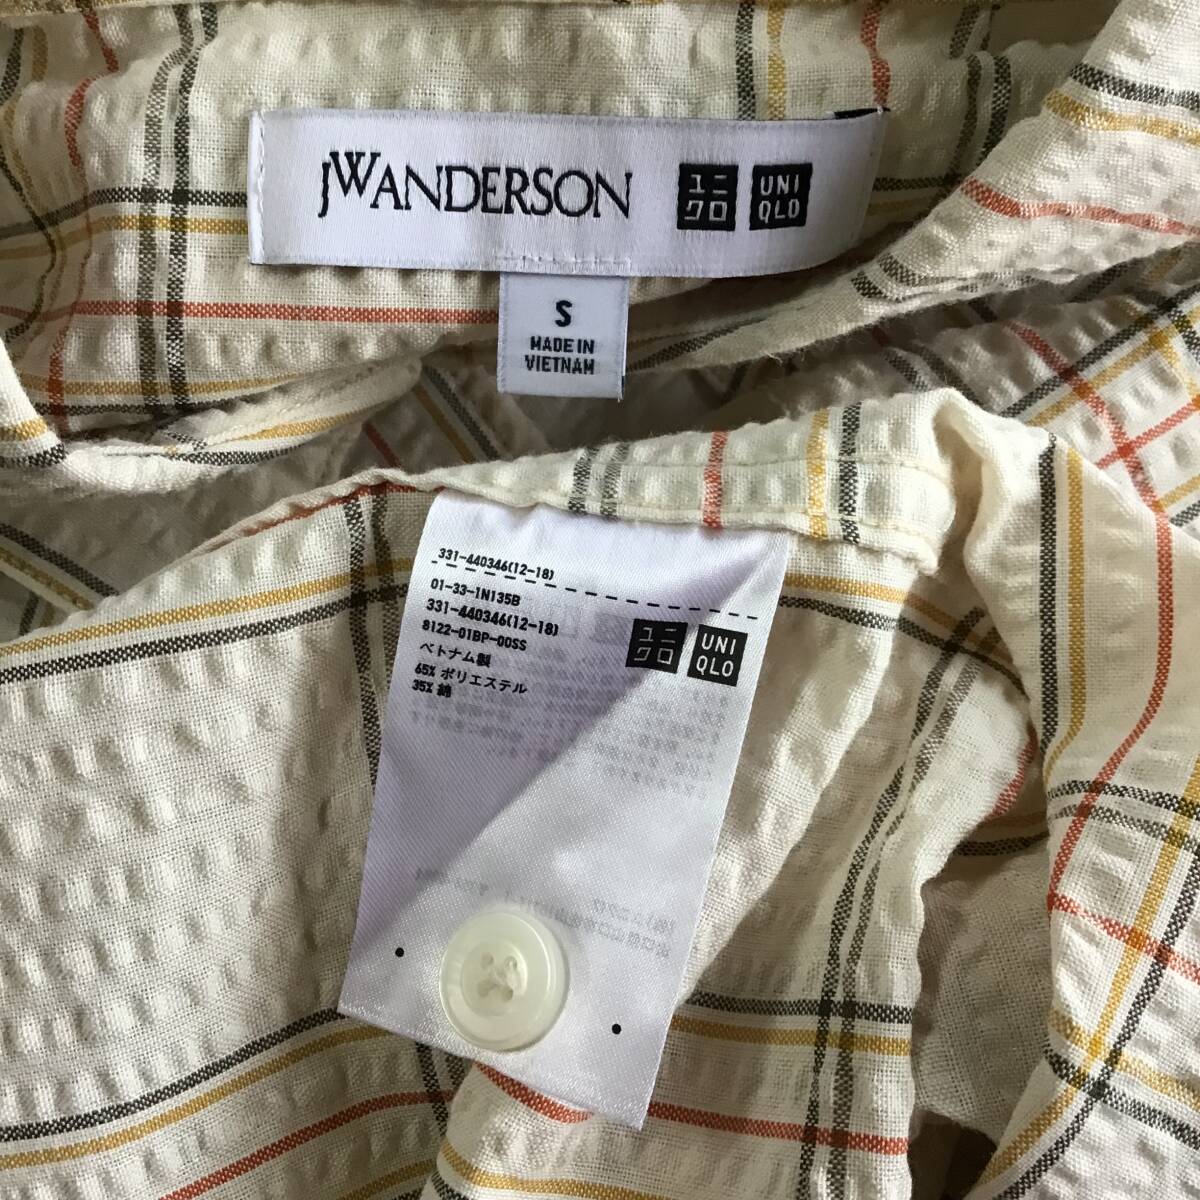 JWANDERSON
ユニ
クロ
UNI
QLO
S
MADE IN
VIETNAM
331-440346(12-18)
01-33-1N135B
331-440346(12-18)
8122-01BP-00SS
ベトナム製
65% ポリエステル
35% 綿
ユニ
クロ
UNI
QLO